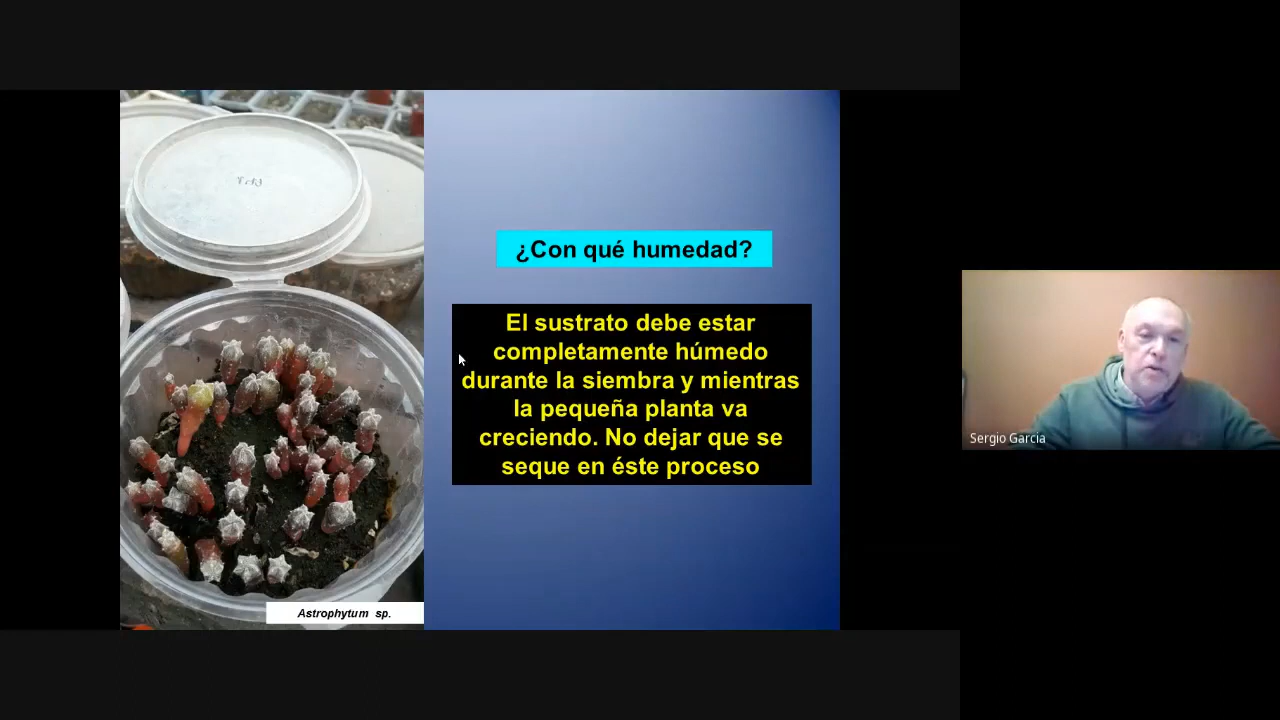 ¿Con qué humedad?
El sustrato debe estar
completamente húmedo
durante la siembra y mientras
la pequeña planta va
creciendo. No dejar que se
seque en éste proceso
Astrophytum sp.
Sergio Garcia